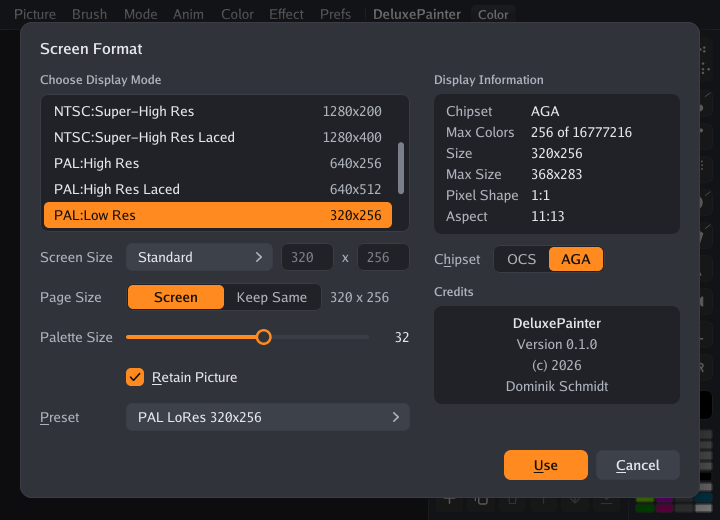 Picture Brush Mode Anim Color Effect Prefs DeluxePainter Color
Screen Format
Choose Display Mode
NTSC:Super-High Res 1280x200
NTSC:Super-High Res Laced 1280x400
PAL:High Res 640x256
PAL:High Res Laced 640x512
PAL:Low Res 320x256
Screen Size Standard 320 x 256
Page Size Screen Keep Same 320 x 256
Palette Size 32
Retain Picture
Preset PAL LoRes 320x256
Display Information
Chipset AGA
Max Colors 256 of 16777216
Size 320x256
Max Size 368x283
Pixel Shape 1:1
Aspect 11:13
Chipset OCS AGA
Credits
DeluxePainter
Version 0.1.0
(c) 2026
Dominik Schmidt
Use Cancel